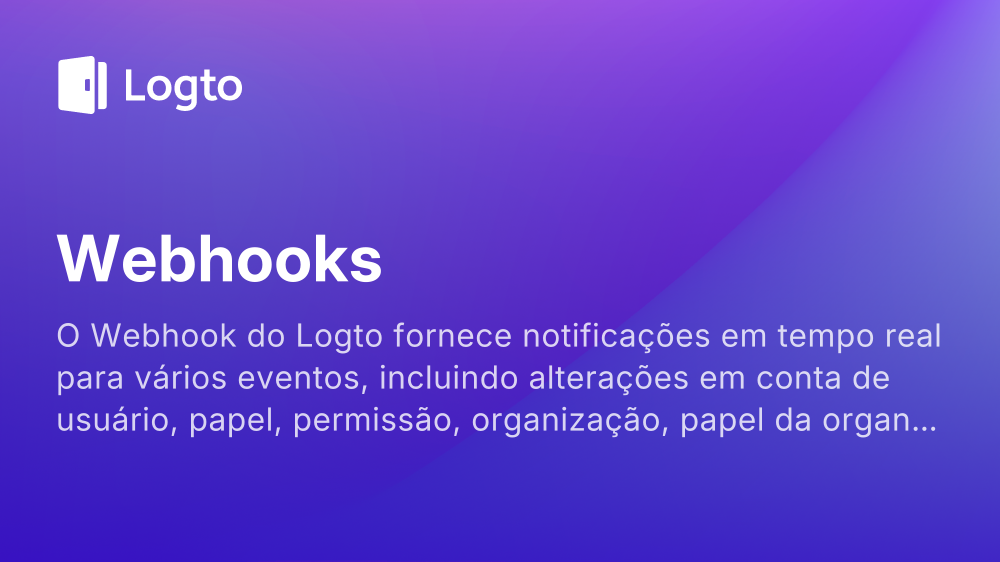 Logto
Webhooks
O Webhook do Logto fornece notificações em tempo real
para vários eventos, incluindo alterações em conta de
usuário, papel, permissão, organização, papel da organ...